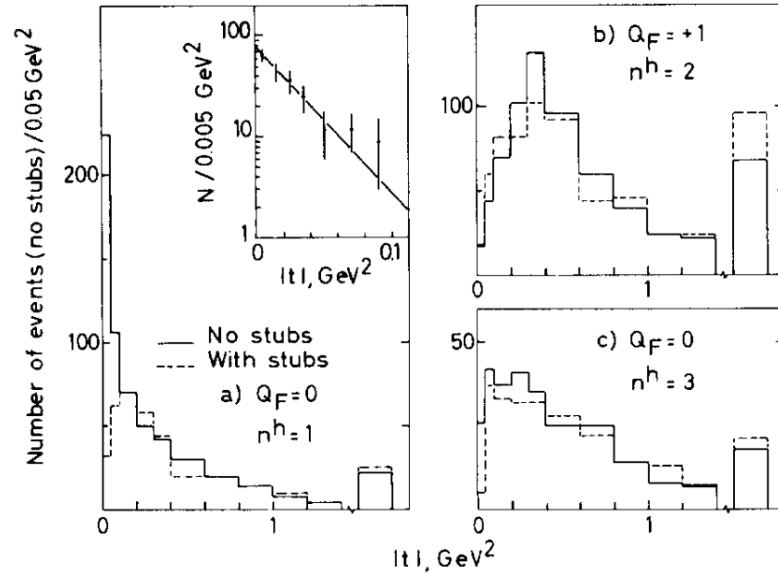 Number of events (no stubs)/0.05 GeV²
200
100
0
1
No stubs
With stubs
a) Q_F=0
n^h=1
N/0.005 GeV²
100
10
1
0
0.1
|t|, GeV²
b) Q_F=+1
n^h=2
100
0
1
c) Q_F=0
n^h=3
50
0
1
|t|, GeV²